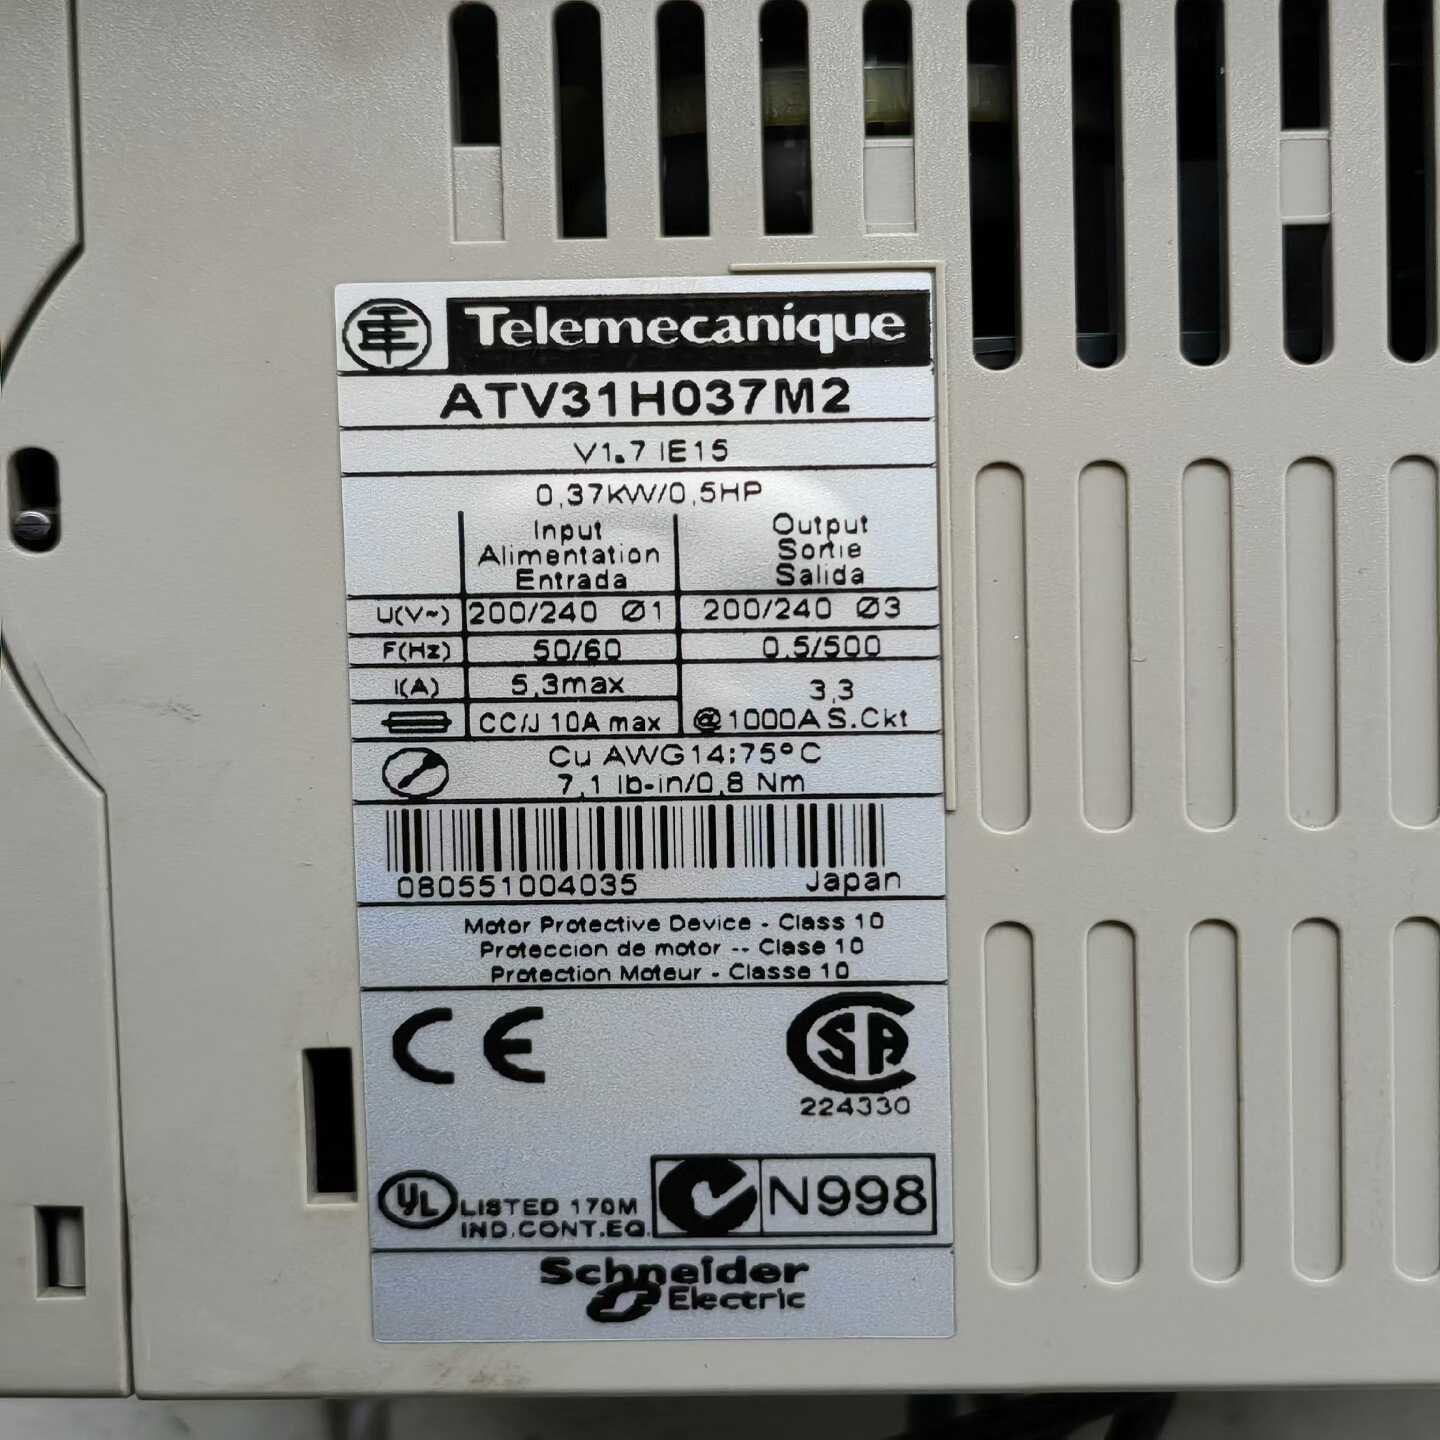 Telemecanique
ATV31H037M2
V1.7 IE15
0,37KW/0,5HP
Input Output
Alimentation Sortie
Entrada Salida
U(V~) 200/240 Ø1 200/240 Ø3
F(Hz) 50/60 0.5/500
I(A) 5,3max 3,3
CC/J 10A max @1000A S.Ckt
Cu AWG14:75°C
7,1 lb-in/0,8 Nm
080551004035 Japan
Motor Protective Device - Class 10
Proteccion de motor -- Clase 10
Protection Moteur - Classe 10
CE CSA
224330
UL LISTED 170M N998
IND.CONT.EQ.
Schneider
Electric